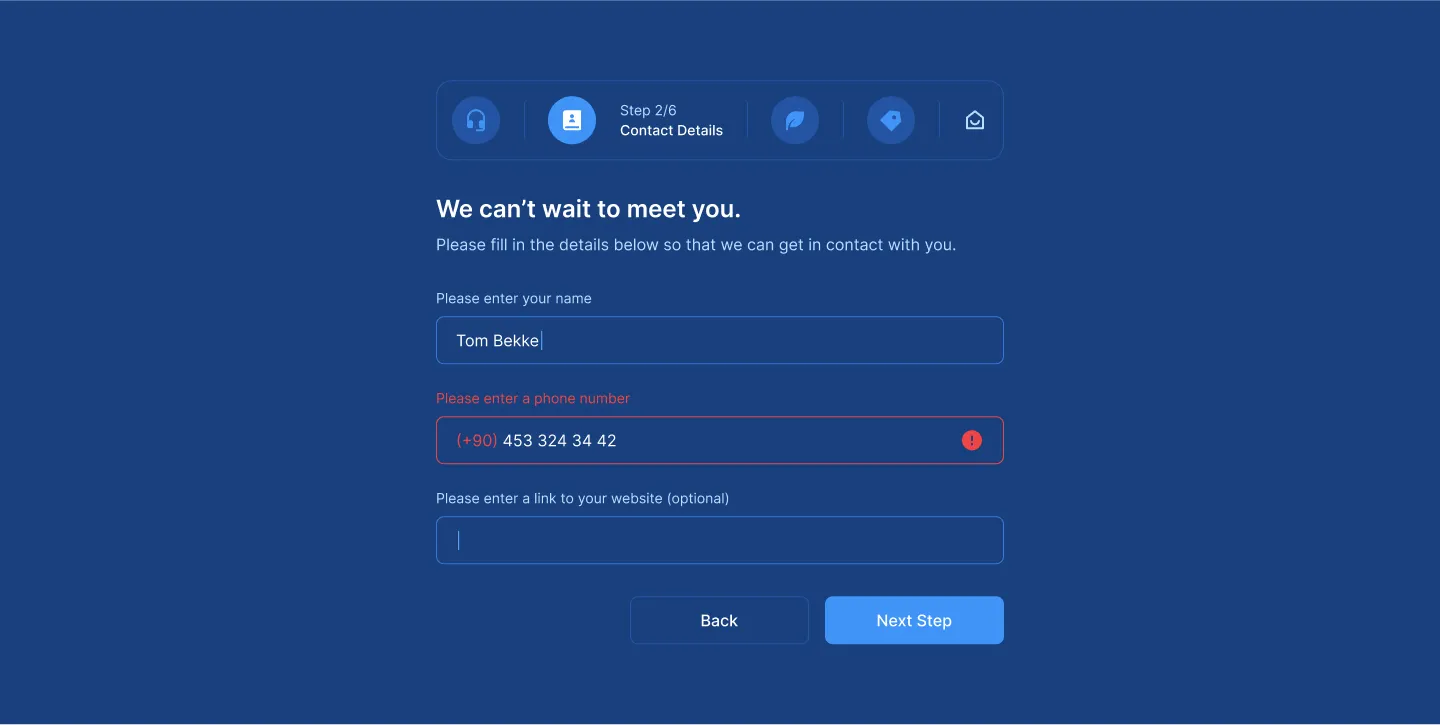 Step 2/6
Contact Details
We can’t wait to meet you.
Please fill in the details below so that we can get in contact with you.
Please enter your name
Tom Bekke
Please enter a phone number
(+90) 453 324 34 42
Please enter a link to your website (optional)
Back
Next Step